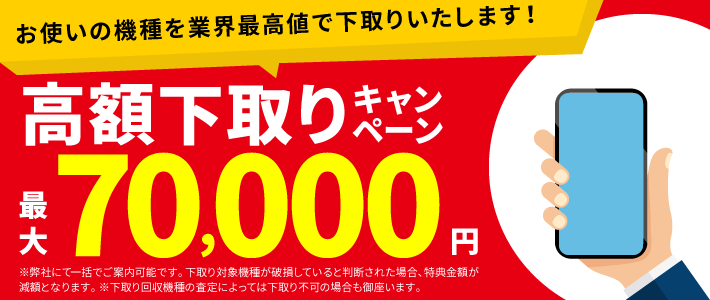 お使いの機種を業界最高値で下取りいたします!
高額下取りキャンペーン
最大70,000円
※弊社にて一括でご案内可能です。下取り対象機種が破損していると判断された場合、特典金額が
減額となります。※下取り回収機種の査定によっては下取り不可の場合も御座います。